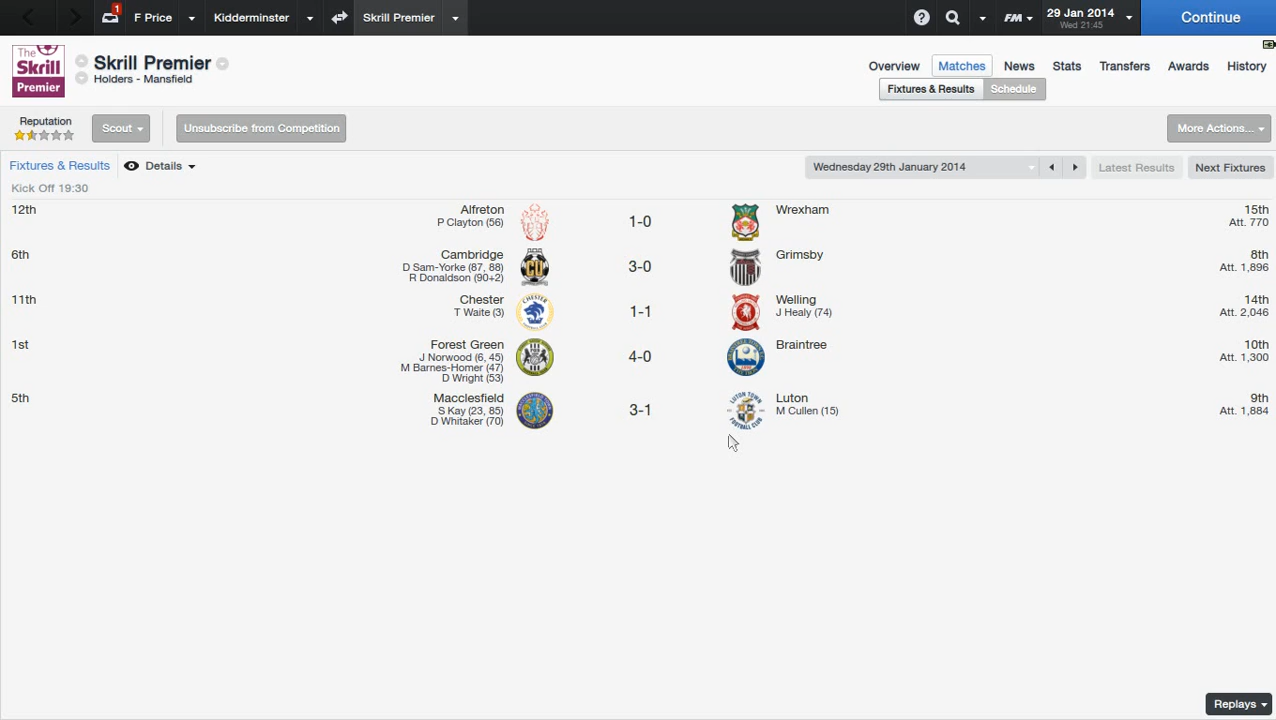 1
F Price
Kidderminster
Skrill Premier
FM
29 Jan 2014
Wed 21:45
Continue
The Skrill Premier
Skrill Premier
Holders - Mansfield
Overview Matches News Stats Transfers Awards History
Fixtures & Results Schedule
Reputation
Scout
Unsubscribe from Competition
More Actions...
Fixtures & Results Details
Wednesday 29th January 2014
Latest Results
Next Fixtures
Kick Off 19:30
12th Alfreton 1-0 Wrexham 15th
P Clayton (56) Att. 770
6th Cambridge 3-0 Grimsby 8th
D Sam-Yorke (87, 88) Att. 1,896
R Donaldson (90+2)
11th Chester 1-1 Welling 14th
T Waite (3) J Healy (74) Att. 2,046
1st Forest Green 4-0 Braintree 10th
J Norwood (6, 45) Att. 1,300
M Barnes-Homer (47)
D Wright (53)
5th Macclesfield 3-1 Luton 9th
S Kay (23, 85) M Cullen (15) Att. 1,884
D Whitaker (70)
Replays